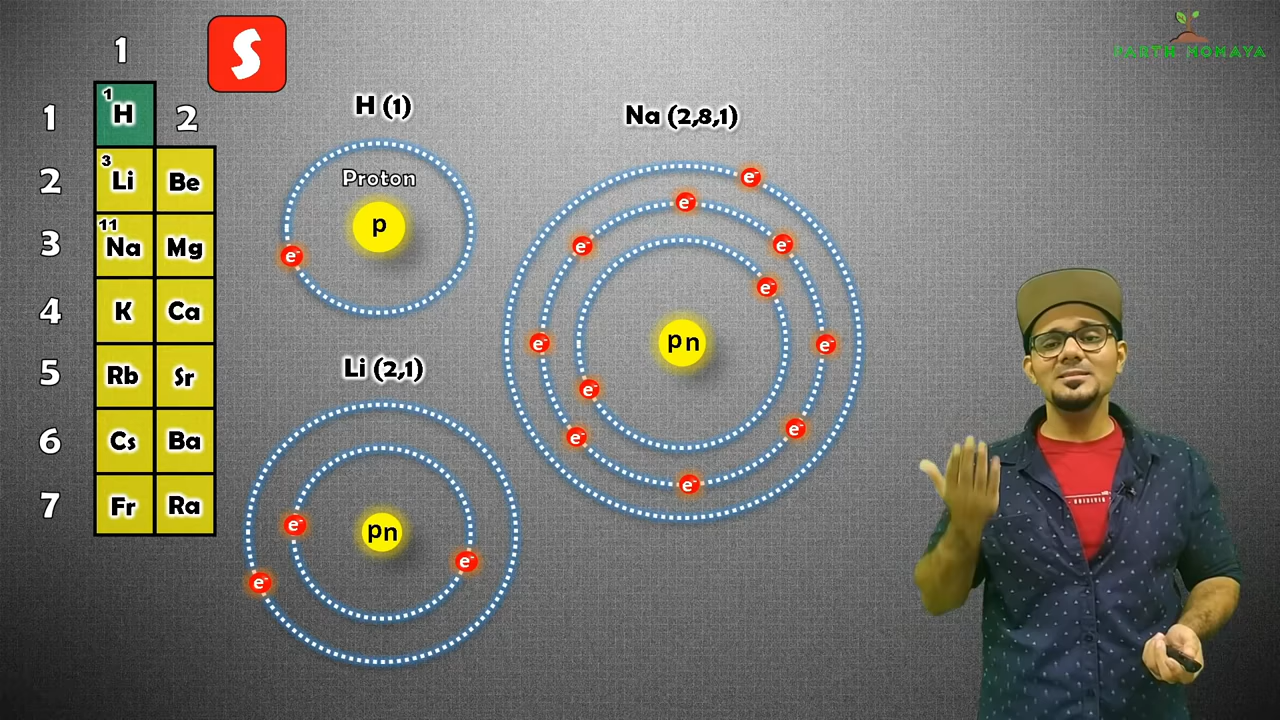 1
S
1
1
H
2
2
3
Li
Be
3
11
Na
Mg
4
K
Ca
5
Rb
Sr
6
Cs
Ba
7
Fr
Ra
H (1)
Proton
p
e⁻
Li (2,1)
pn
e⁻
e⁻
e⁻
Na (2,8,1)
pn
e⁻
e⁻
e⁻
e⁻
e⁻
e⁻
e⁻
e⁻
e⁻
e⁻
e⁻
PARTH MOMAYA